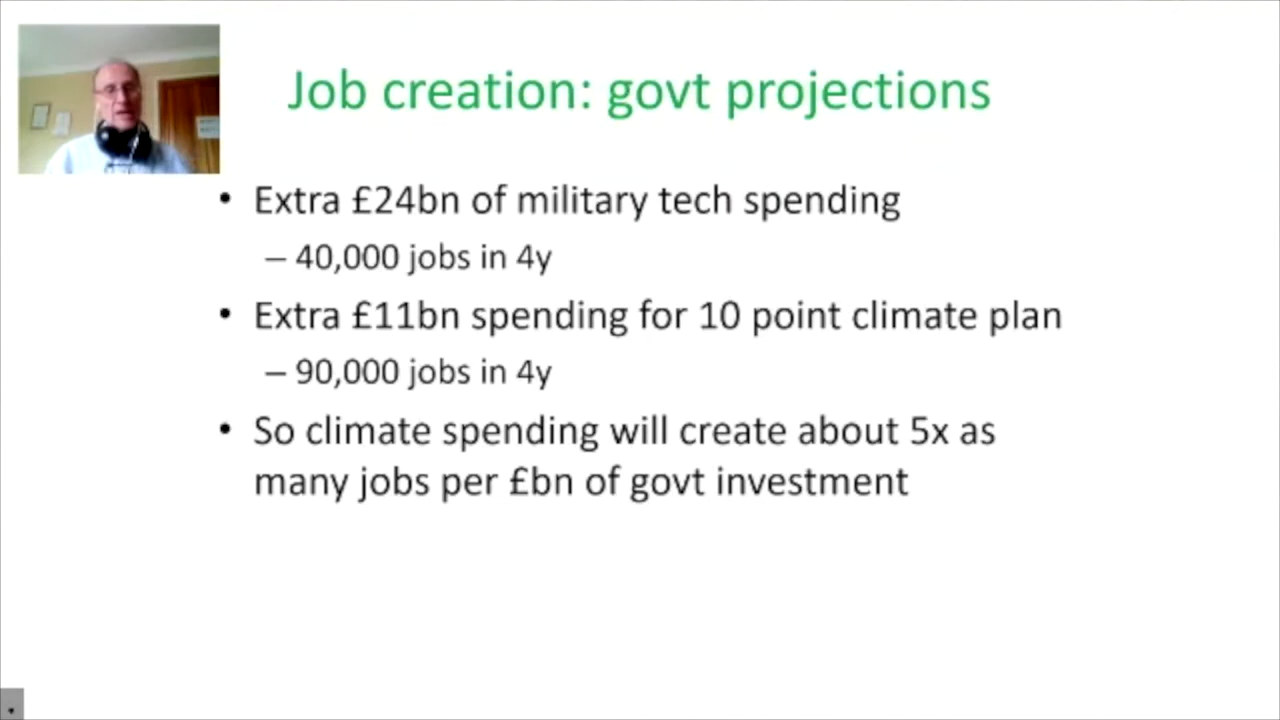 Job creation: govt projections
• Extra £24bn of military tech spending
– 40,000 jobs in 4y
• Extra £11bn spending for 10 point climate plan
– 90,000 jobs in 4y
• So climate spending will create about 5x as
many jobs per £bn of govt investment